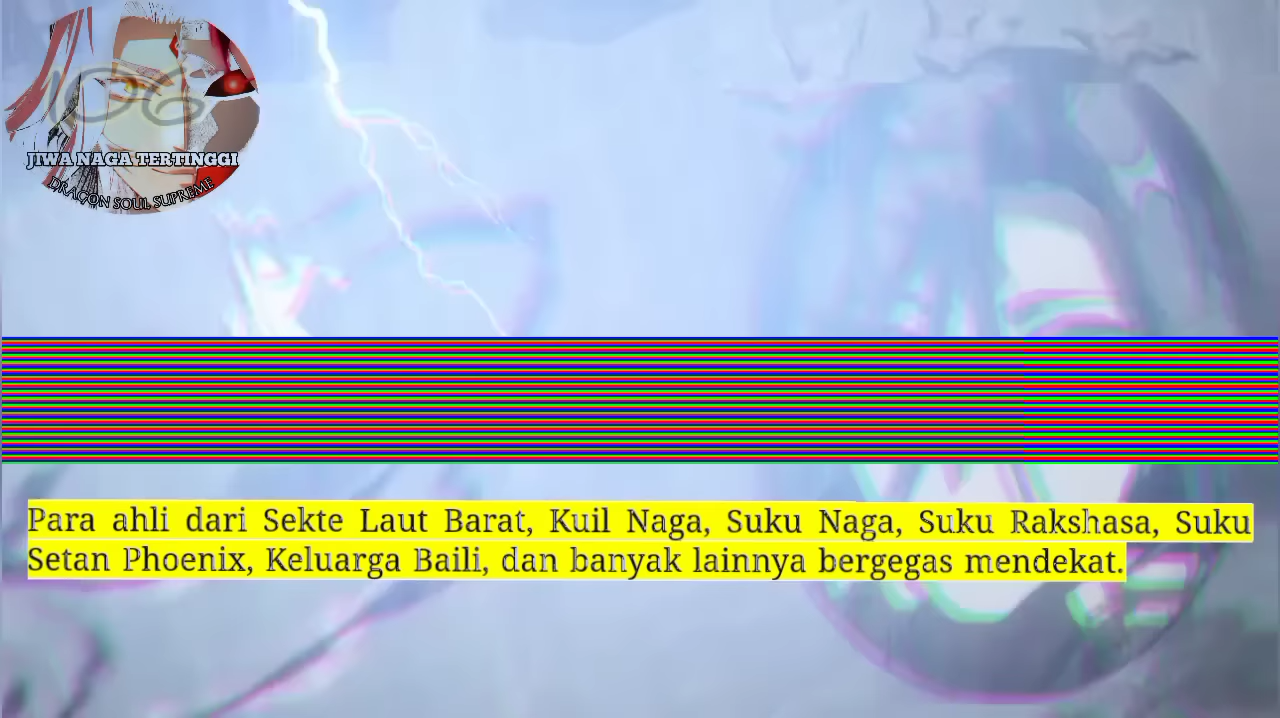 106
JIWA NAGA TERTINGGI
DRAGON SOUL SUPREME
Para ahli dari Sekte Laut Barat, Kuil Naga, Suku Naga, Suku Rakshasa, Suku
Setan Phoenix, Keluarga Baili, dan banyak lainnya bergegas mendekat.